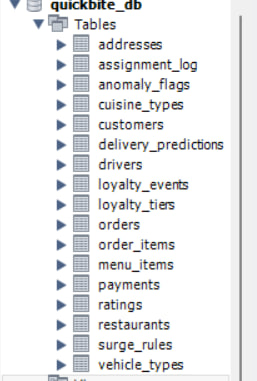 quickbite_db
Tables
addresses
assignment_log
anomaly_flags
cuisine_types
customers
delivery_predictions
drivers
loyalty_events
loyalty_tiers
orders
order_items
menu_items
payments
ratings
restaurants
surge_rules
vehicle_types